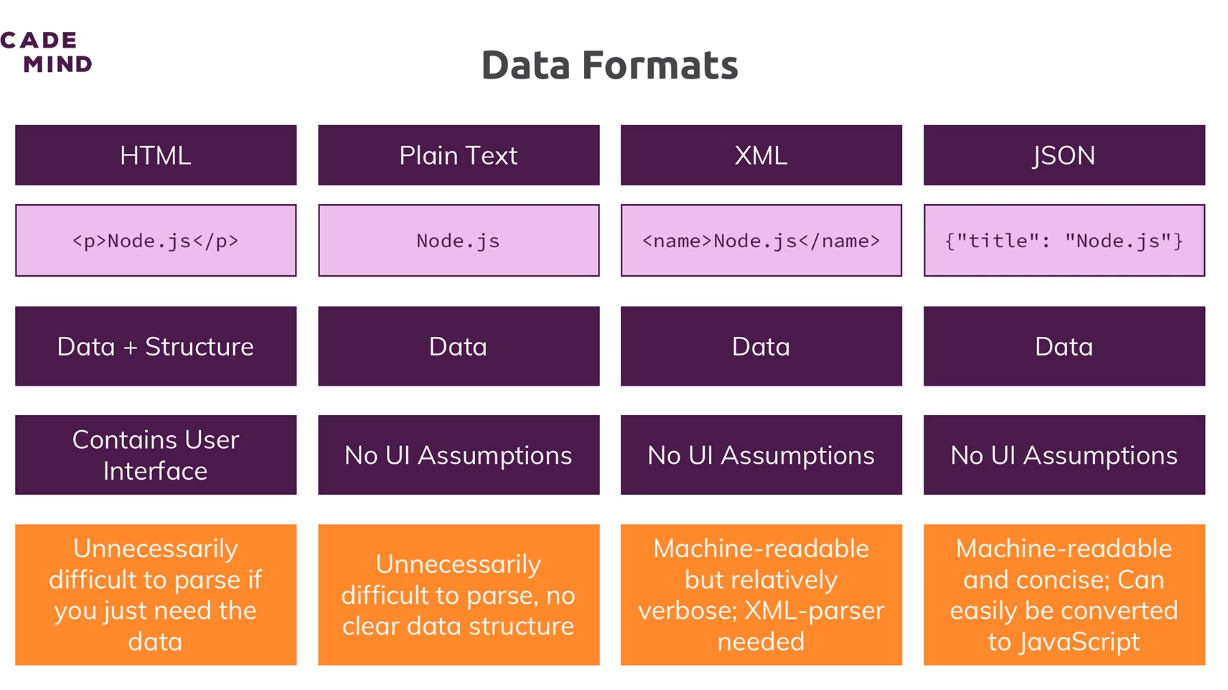 CADE
MIND
Data Formats
HTML
Plain Text
XML
JSON
<p>Node.js</p>
Node.js
<name>Node.js</name>
{"title": "Node.js"}
Data + Structure
Data
Data
Data
Contains User
Interface
No UI Assumptions
No UI Assumptions
No UI Assumptions
Unnecessarily
difficult to parse if
you just need the
data
Unnecessarily
difficult to parse, no
clear data structure
Machine-readable
but relatively
verbose; XML-parser
needed
Machine-readable
and concise; Can
easily be converted
to JavaScript